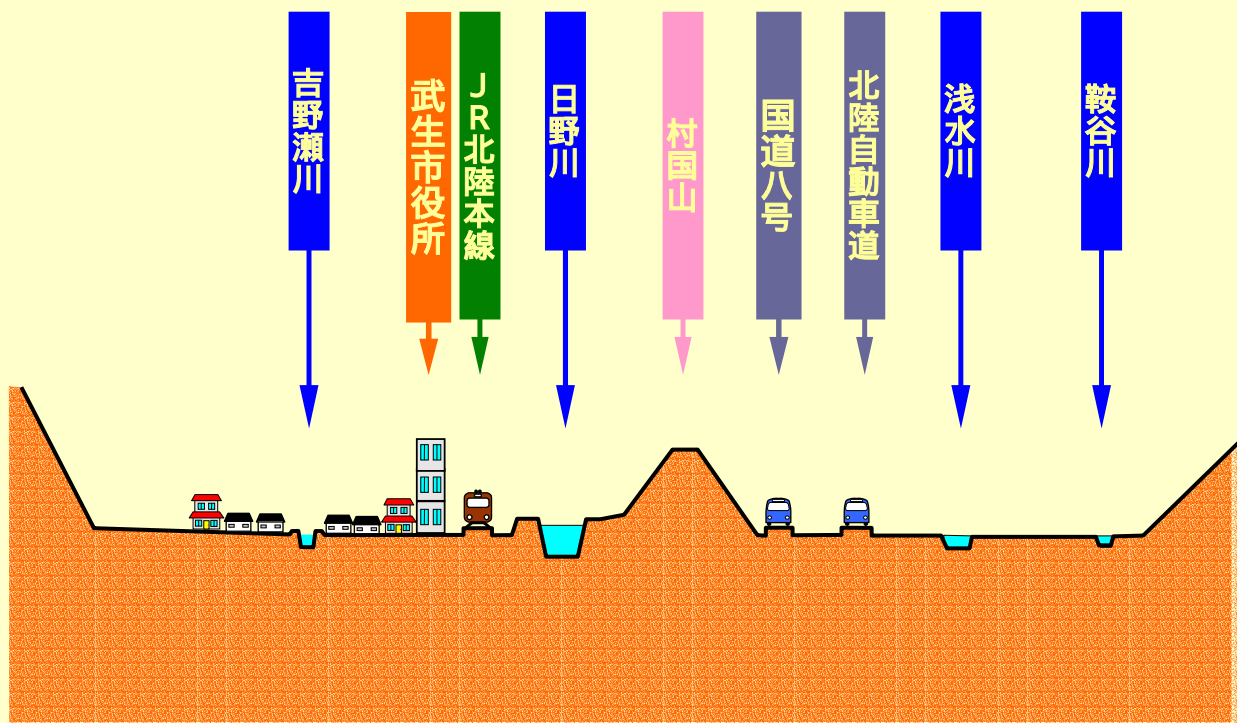 吉野瀬川
武生市役所
JR北陸本線
日野川
村国山
国道八号
北陸自動車道
浅水川
鞍谷川